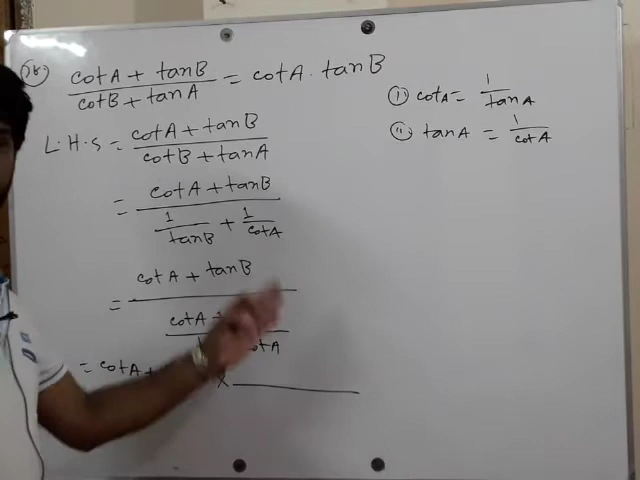 (cotA + tanB)/(cotB + tanA) = cotA . tanB
L.H.S = (cotA + tanB)/(cotB + tanA)
= (cotA + tanB)/(1/tanB + 1/cotA)
= (cotA + tanB)/
cotA
cotA
= cotA +
× ⸺
(i) cotA = 1/tanA
(ii) tanA = 1/cotA